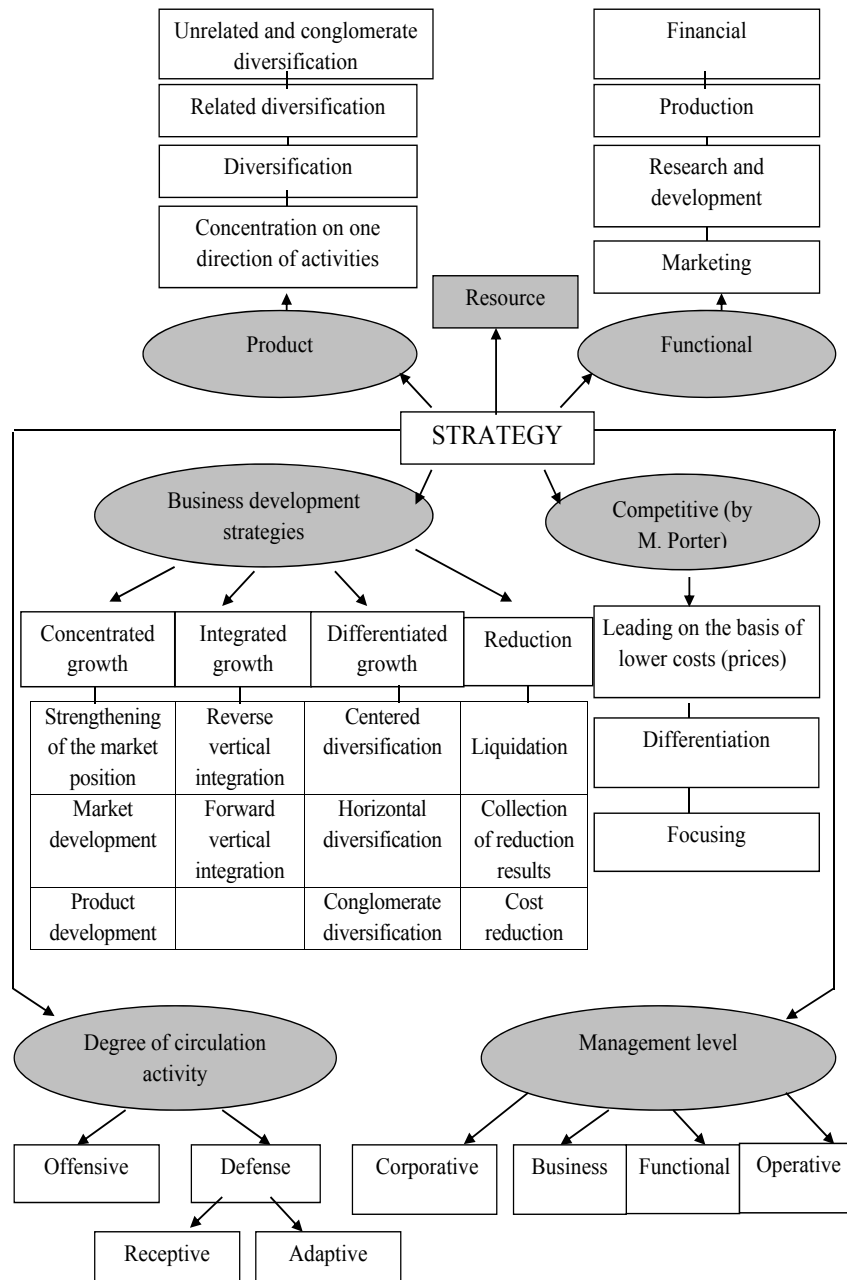 Unrelated and conglomerate
diversification
Related diversification
Diversification
Concentration on one
direction of activities
Product
Resource
Financial
Production
Research and
development
Marketing
Functional
STRATEGY
Business development
strategies
Competitive (by
M. Porter)
Concentrated
growth
Integrated
growth
Differentiated
growth
Reduction
Strengthening
of the market
position
Reverse
vertical
integration
Centered
diversification
Liquidation
Market
development
Forward
vertical
integration
Horizontal
diversification
Collection
of reduction
results
Product
development
Conglomerate
diversification
Cost
reduction
Leading on the basis of
lower costs (prices)
Differentiation
Focusing
Degree of circulation
activity
Management level
Offensive
Defense
Receptive
Adaptive
Corporative
Business
Functional
Operative